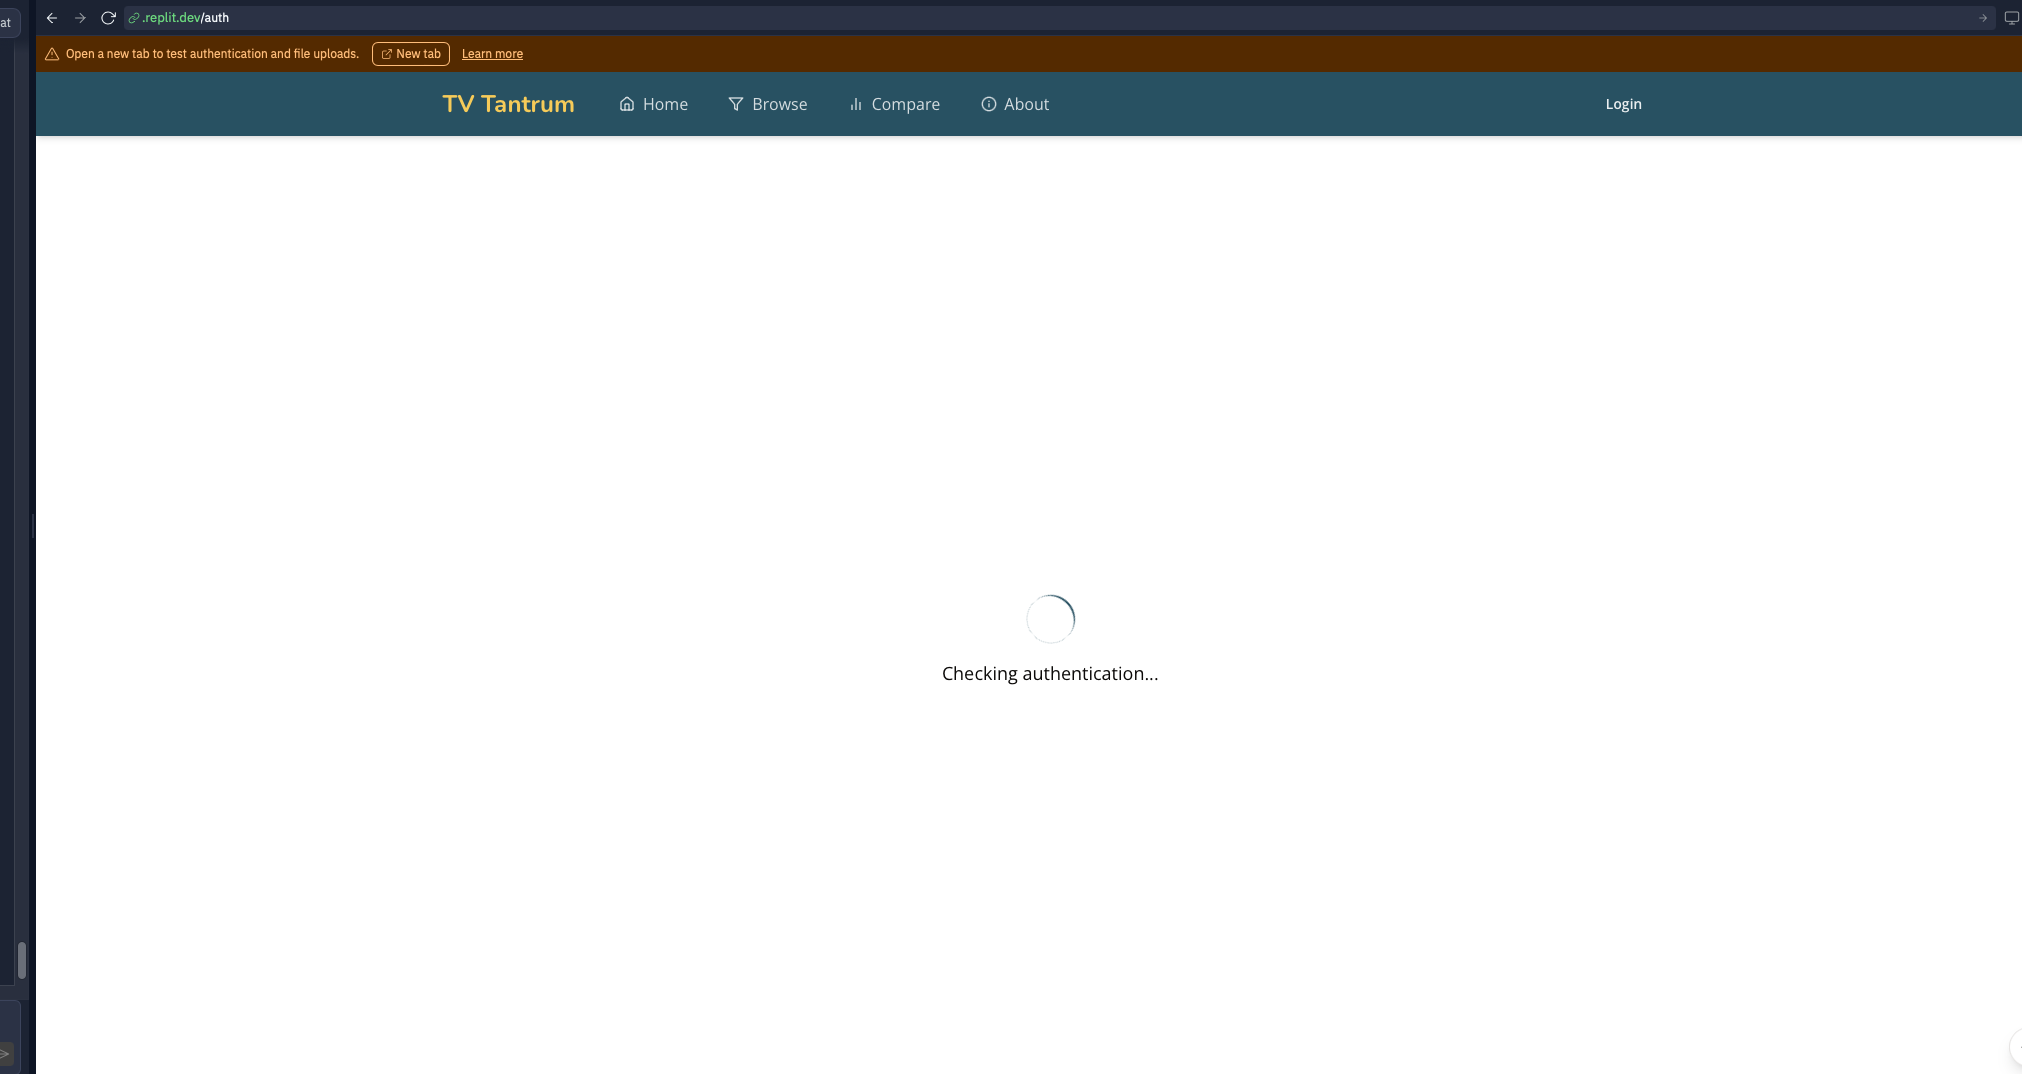 at
.replit.dev/auth
Open a new tab to test authentication and file uploads. New tab Learn more
TV Tantrum Home Browse Compare About Login
Checking authentication...